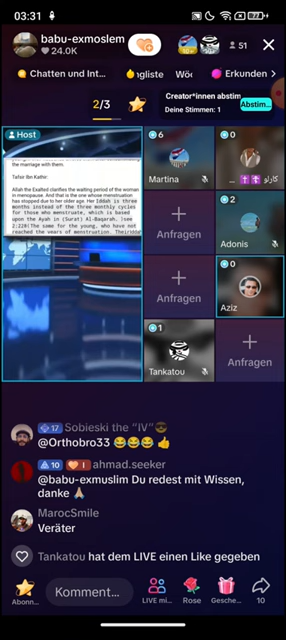 03:31
77
babu-exmoslem
24.0K
51
Chatten und Int...
ngliste
Wö
Erkunden
2/3
Creator*innen abstim
Deine Stimmen: 1
Abstim...
Host
the marriage with them.
Tafsir Ibn Kathir:
Allah the Exalted clarifies the waiting period of the woman
in menopause. And that is the one whose menstruation
has stopped due to her older age. Her Iddah is three
months instead of the three monthly cycles
for those who menstruate, which is based
upon the Ayah in (Surat) Al-Baqarah. [see
2:228]The same for the young, who have not
reached the years of menstruation. Their
6
Martina
0
كارلو
Anfragen
2
Adonis
Anfragen
0
Aziz
1
Tankatou
Anfragen
17 Sobieski the "IV"😎
@Orthobro33 😂😂😂👍
10 1 ahmad.seeker
@babu-exmuslim Du redest mit Wissen,
danke 🙏🏻
MarocSmile
Veräter
Tankatou hat dem LIVE einen Like gegeben
Abonn...
Komment...
LIVE mi...
Rose
Gesche...
10